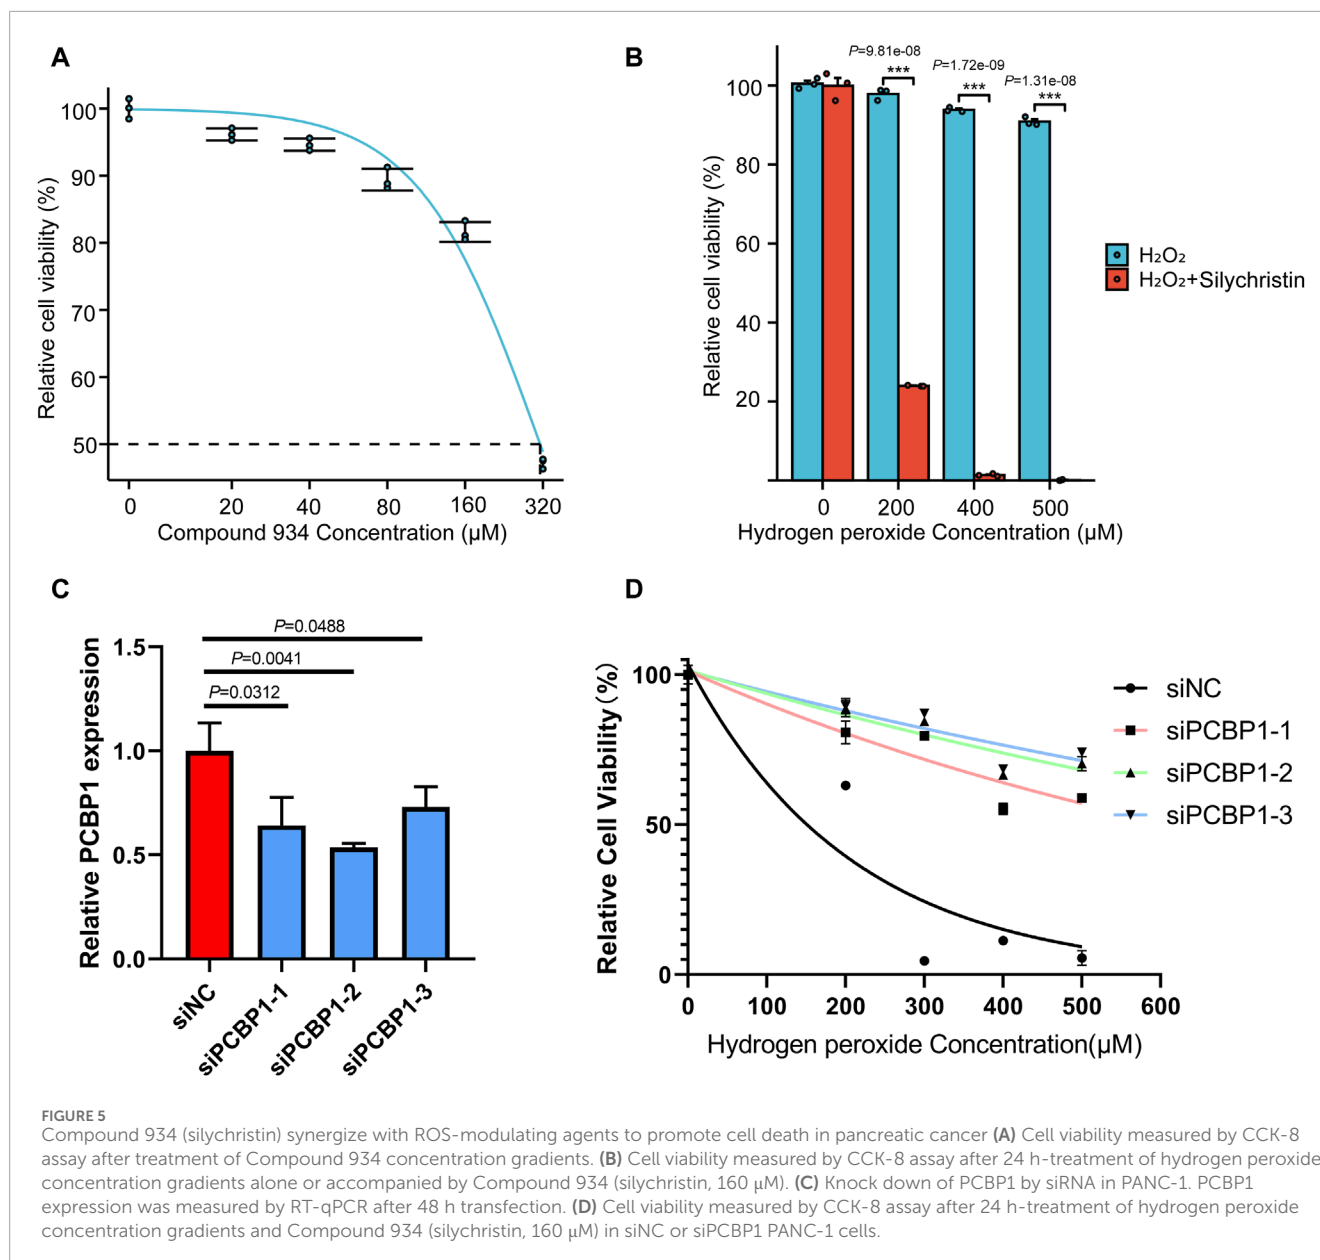 A
Relative cell viability (%)
100
90
80
70
60
50
0 20 40 80 160 320
Compound 934 Concentration (μM)
B
Relative cell viability (%)
100
80
60
40
20
P=9.81e-08
***
P=1.72e-09
***
P=1.31e-08
***
0 200 400 500
Hydrogen peroxide Concentration (μM)
H₂O₂
H₂O₂+Silychristin
C
Relative PCBP1 expression
1.5
1.0
0.5
0.0
P=0.0488
P=0.0041
P=0.0312
siNC
siPCBP1-1
siPCBP1-2
siPCBP1-3
D
Relative Cell Viability(%)
100
50
0
0 100 200 300 400 500 600
Hydrogen peroxide Concentration(μM)
siNC
siPCBP1-1
siPCBP1-2
siPCBP1-3
FIGURE 5
Compound 934 (silychristin) synergize with ROS-modulating agents to promote cell death in pancreatic cancer (A) Cell viability measured by CCK-8
assay after treatment of Compound 934 concentration gradients. (B) Cell viability measured by CCK-8 assay after 24 h-treatment of hydrogen peroxide
concentration gradients alone or accompanied by Compound 934 (silychristin, 160 μM). (C) Knock down of PCBP1 by siRNA in PANC-1. PCBP1
expression was measured by RT-qPCR after 48 h transfection. (D) Cell viability measured by CCK-8 assay after 24 h-treatment of hydrogen peroxide
concentration gradients and Compound 934 (silychristin, 160 μM) in siNC or siPCBP1 PANC-1 cells.